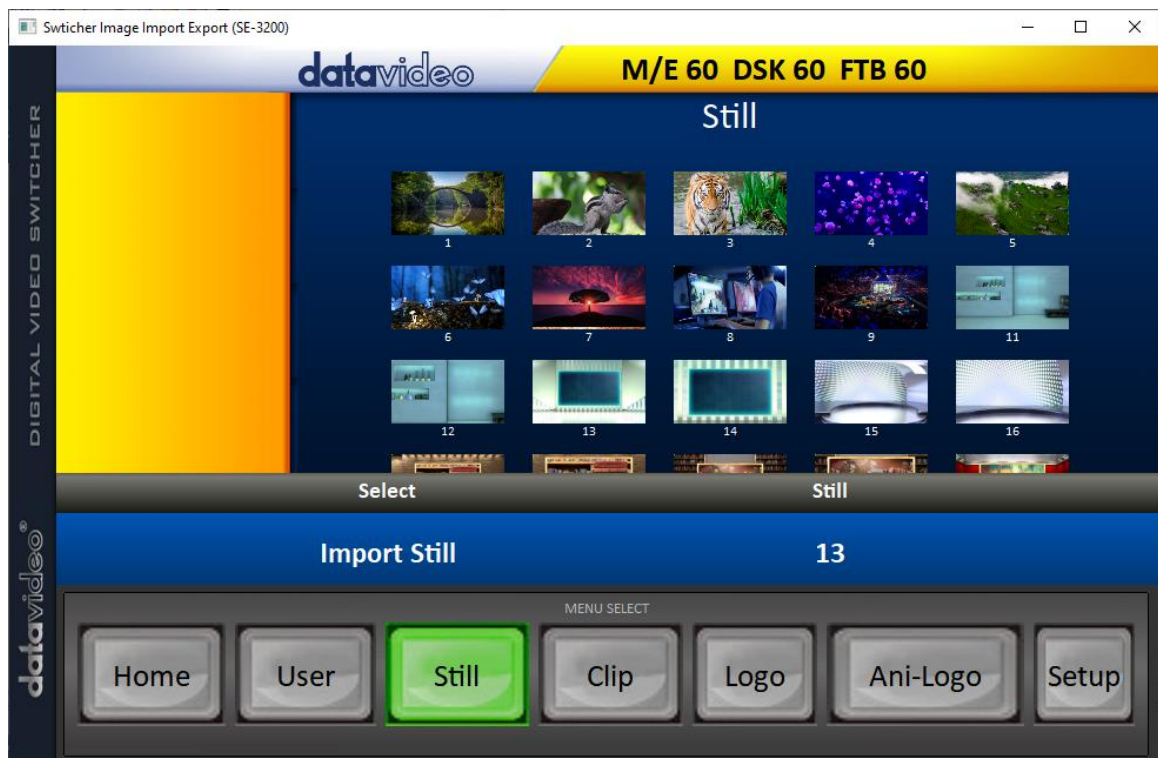 Swticher Image Import Export (SE-3200)
datavideo
M/E 60 DSK 60 FTB 60
DIGITAL VIDEO SWITCHER
datavideo®
Still
1 2 3 4 5
6 7 8 9 11
12 13 14 15 16
Select Still
Import Still 13
MENU SELECT
Home User Still Clip Logo Ani-Logo Setup